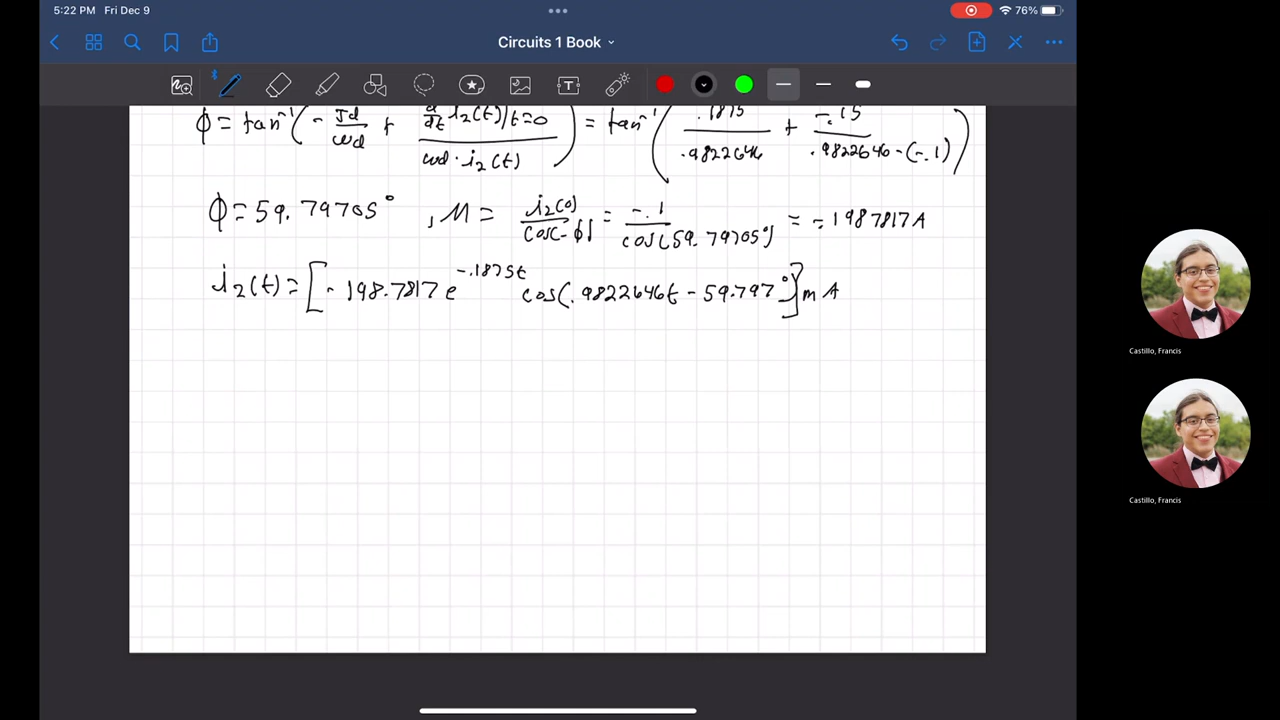 5:22 PM Fri Dec 9
76%
Circuits 1 Book
ϕ = tan⁻¹( - σd/ωd + d/dt i₂(t)/t=0 / ωd · i₂(t) ) = tan⁻¹( .1875/.9822646 + -.15/.9822646·(-.1) )
ϕ = 59.79705° , M = i₂(0)/cos(-ϕ) = -.1/cos(59.79705°) = -.1987817 A
i₂(t) = [-198.7817 e^-.1875t cos(.9822646t - 59.797°)] mA
Castillo, Francis
Castillo, Francis